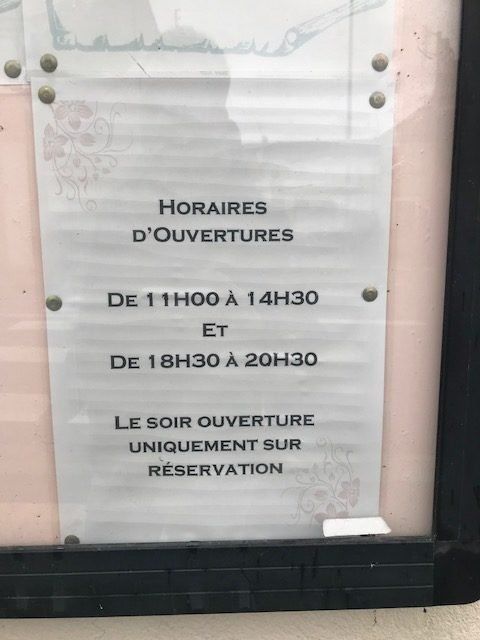 HORAIRES
D'OUVERTURES
DE 11H00 À 14H30
ET
DE 18H30 À 20H30
LE SOIR OUVERTURE
UNIQUEMENT SUR
RÉSERVATION